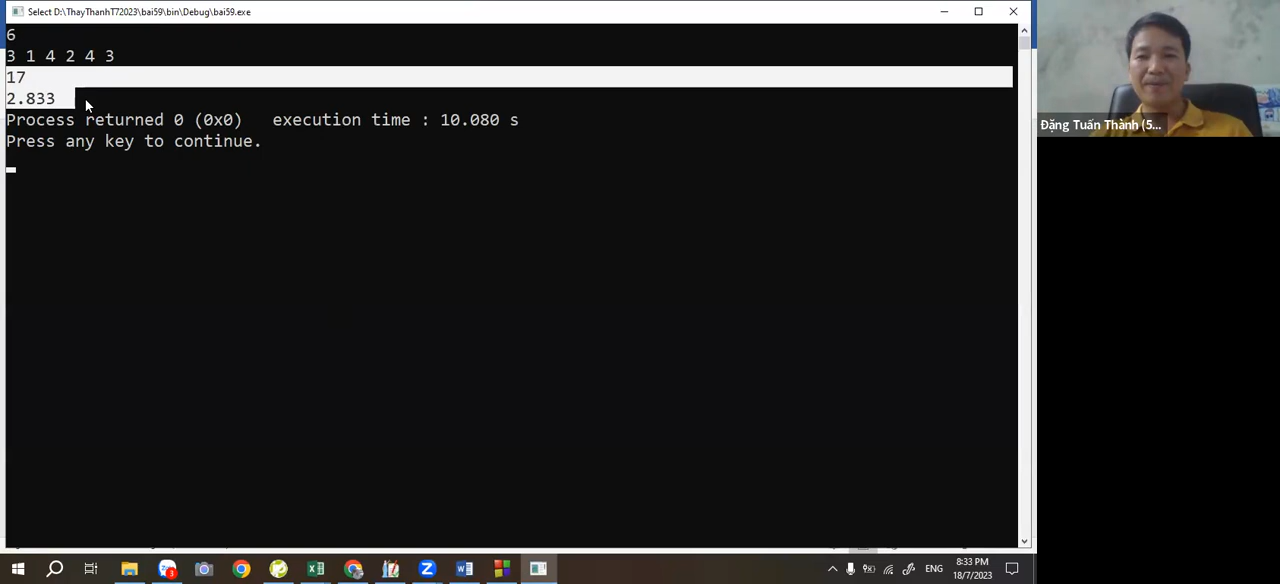 Select D:\ThayThanhT72023\bai59\bin\Debug\bai59.exe
6
3 1 4 2 4 3
17
2.833
Process returned 0 (0x0)   execution time : 10.080 s
Press any key to continue.
Đặng Tuấn Thành (5...
3
ENG
8:33 PM
18/7/2023